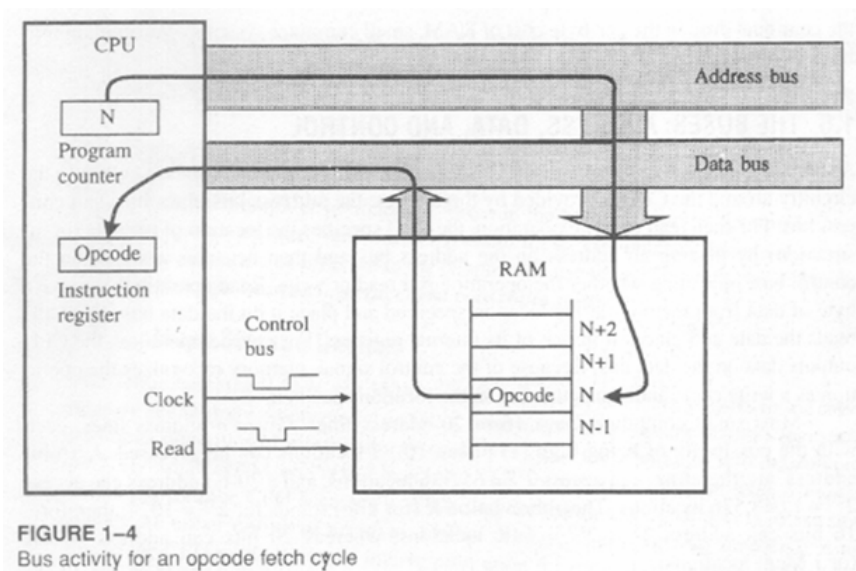 CPU
Address bus
N
Program
counter
Data bus
Opcode
Instruction
register
RAM
Control
bus
N+2
N+1
Clock
Opcode
N
N-1
Read
FIGURE 1–4
Bus activity for an opcode fetch cycle